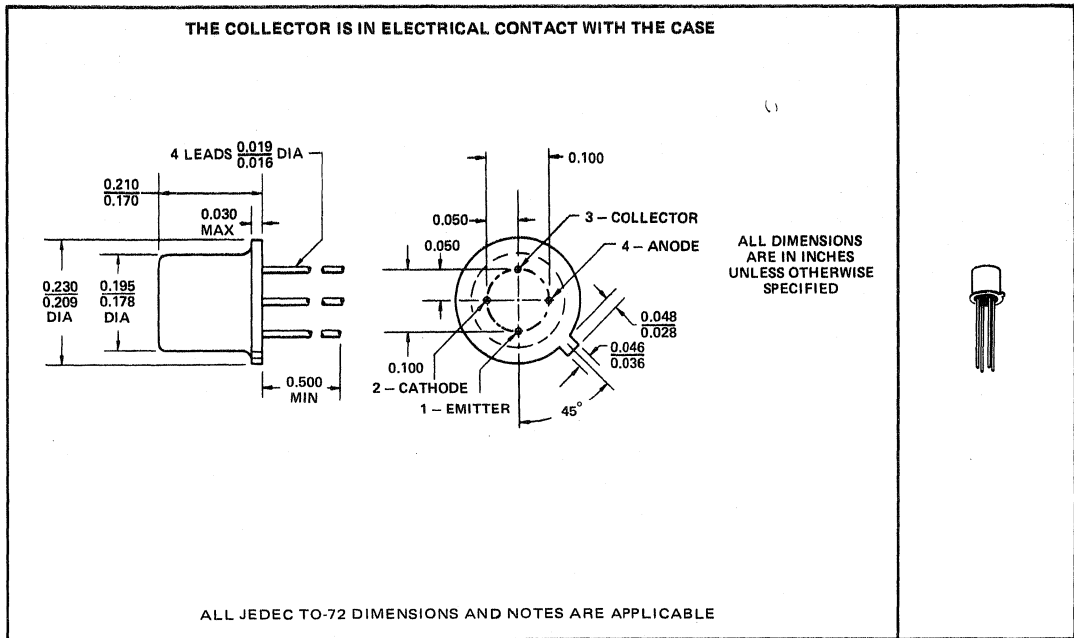 THE COLLECTOR IS IN ELECTRICAL CONTACT WITH THE CASE
4 LEADS 0.019/0.016 DIA
0.210
0.170
0.030
MAX
0.230
0.209
DIA
0.195
0.178
DIA
0.500
MIN
0.100
0.050
0.050
3 – COLLECTOR
4 – ANODE
0.048
0.028
0.046
0.036
0.100
2 – CATHODE
1 – EMITTER
45°
ALL DIMENSIONS
ARE IN INCHES
UNLESS OTHERWISE
SPECIFIED
ALL JEDEC TO-72 DIMENSIONS AND NOTES ARE APPLICABLE